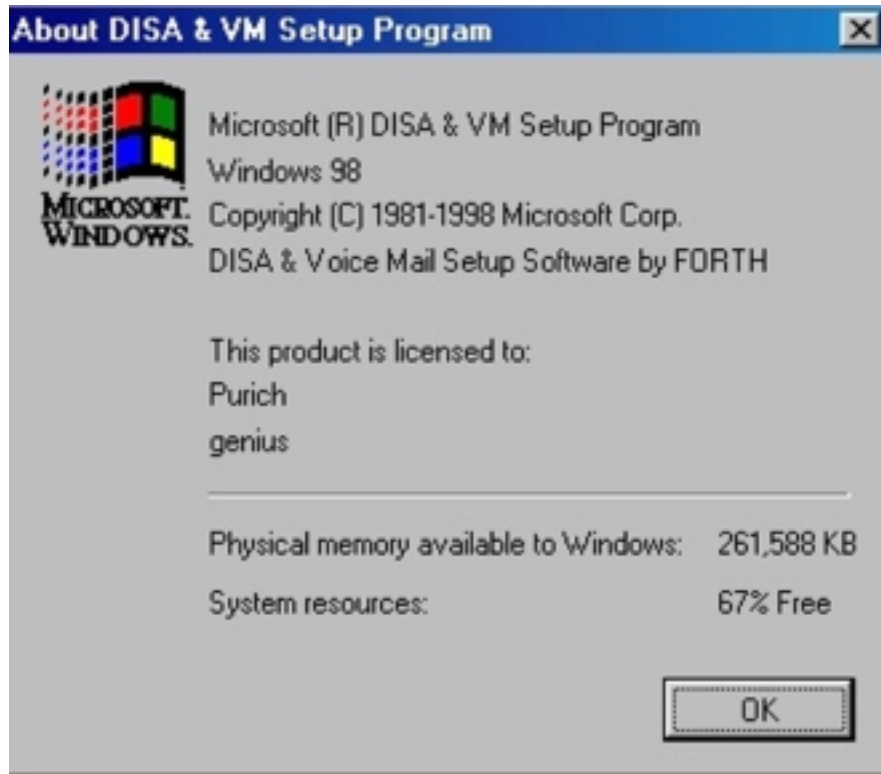 About DISA & VM Setup Program
MICROSOFT.
WINDOWS.
Microsoft (R) DISA & VM Setup Program
Windows 98
Copyright (C) 1981-1998 Microsoft Corp.
DISA & Voice Mail Setup Software by FORTH
This product is licensed to:
Purich
genius
Physical memory available to Windows: 261,588 KB
System resources: 67% Free
OK